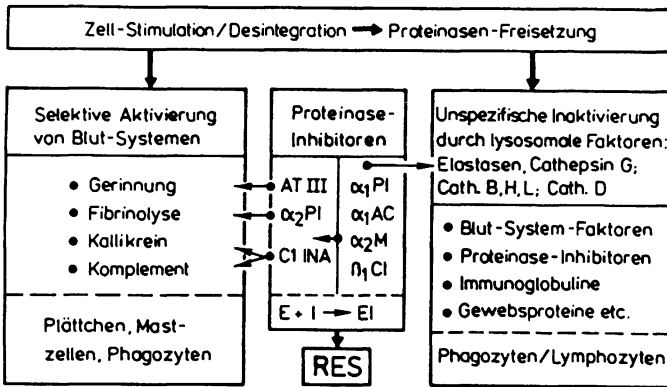 Zell-Stimulation/Desintegration → Proteinasen-Freisetzung
Selektive Aktivierung
von Blut-Systemen
• Gerinnung
• Fibrinolyse
• Kallikrein
• Komplement
Plättchen, Mast-
zellen, Phagozyten
Proteinase-
Inhibitoren
AT III
α₂PI
C1 INA
α₁PI
α₁AC
α₂M
β₁CI
E + I → EI
RES
Unspezifische Inaktivierung
durch lysosomale Faktoren:
Elastasen, Cathepsin G;
Cath. B,H,L; Cath. D
• Blut-System-Faktoren
• Proteinase-Inhibitoren
• Immunoglobuline
• Gewebsproteine etc.
Phagozyten/Lymphozyten